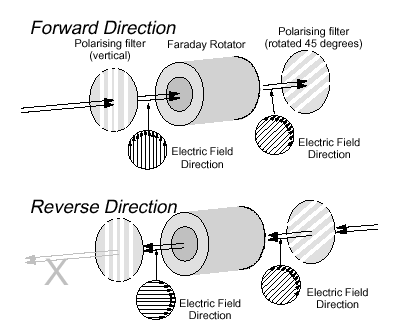 Forward Direction
Polarising filter
(vertical)
Faraday Rotator
Polarising filter
(rotated 45 degrees)
Electric Field
Direction
Electric Field
Direction
Reverse Direction
X
Electric Field
Direction
Electric Field
Direction